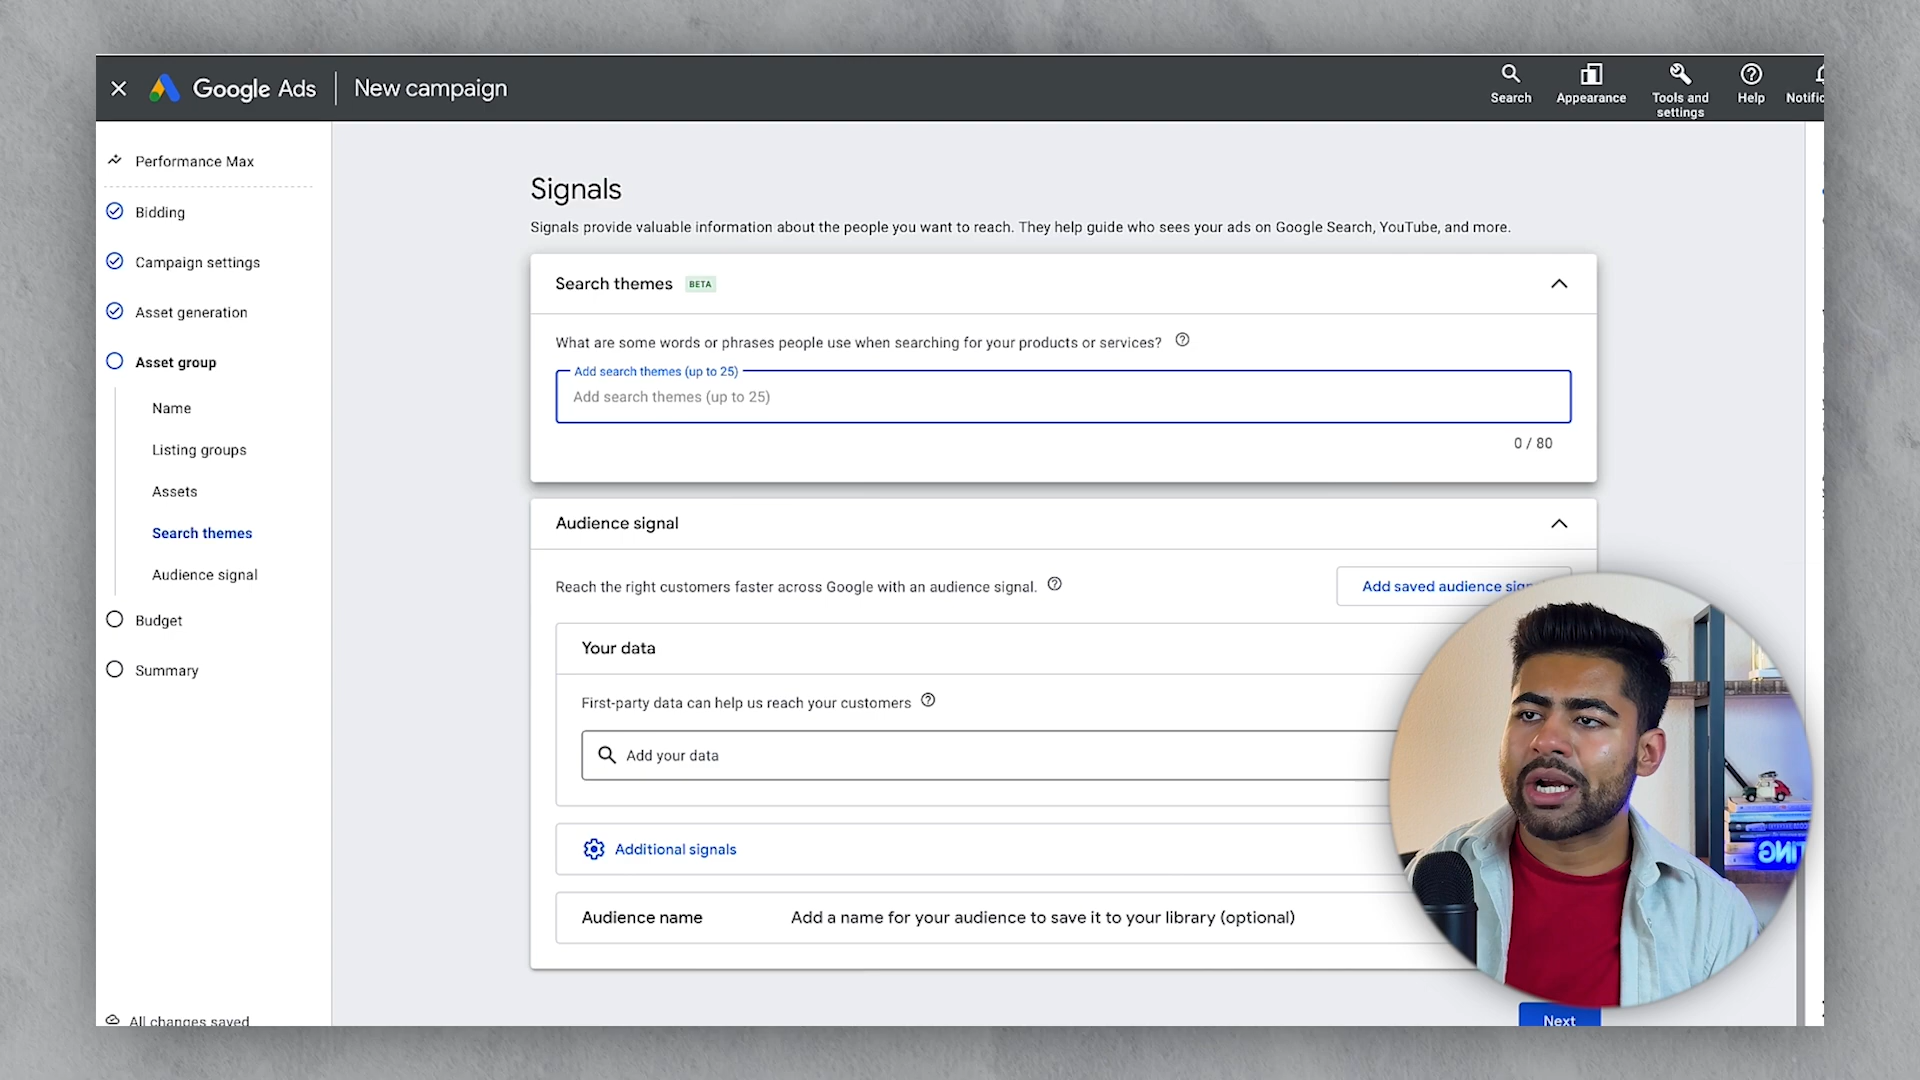 Google Ads
New campaign
Search
Appearance
Tools and
settings
Help
Performance Max
Bidding
Campaign settings
Asset generation
Asset group
Name
Listing groups
Assets
Search themes
Audience signal
Budget
Summary
All changes saved
Signals
Signals provide valuable information about the people you want to reach. They help guide who sees your ads on Google Search, YouTube, and more.
Search themes BETA
What are some words or phrases people use when searching for your products or services?
Add search themes (up to 25)
Add search themes (up to 25)
0 / 80
Audience signal
Reach the right customers faster across Google with an audience signal.
Add saved audience
Your data
First-party data can help us reach your customers
Add your data
Additional signals
Audience name Add a name for your audience to save it to your library (optional)
Next